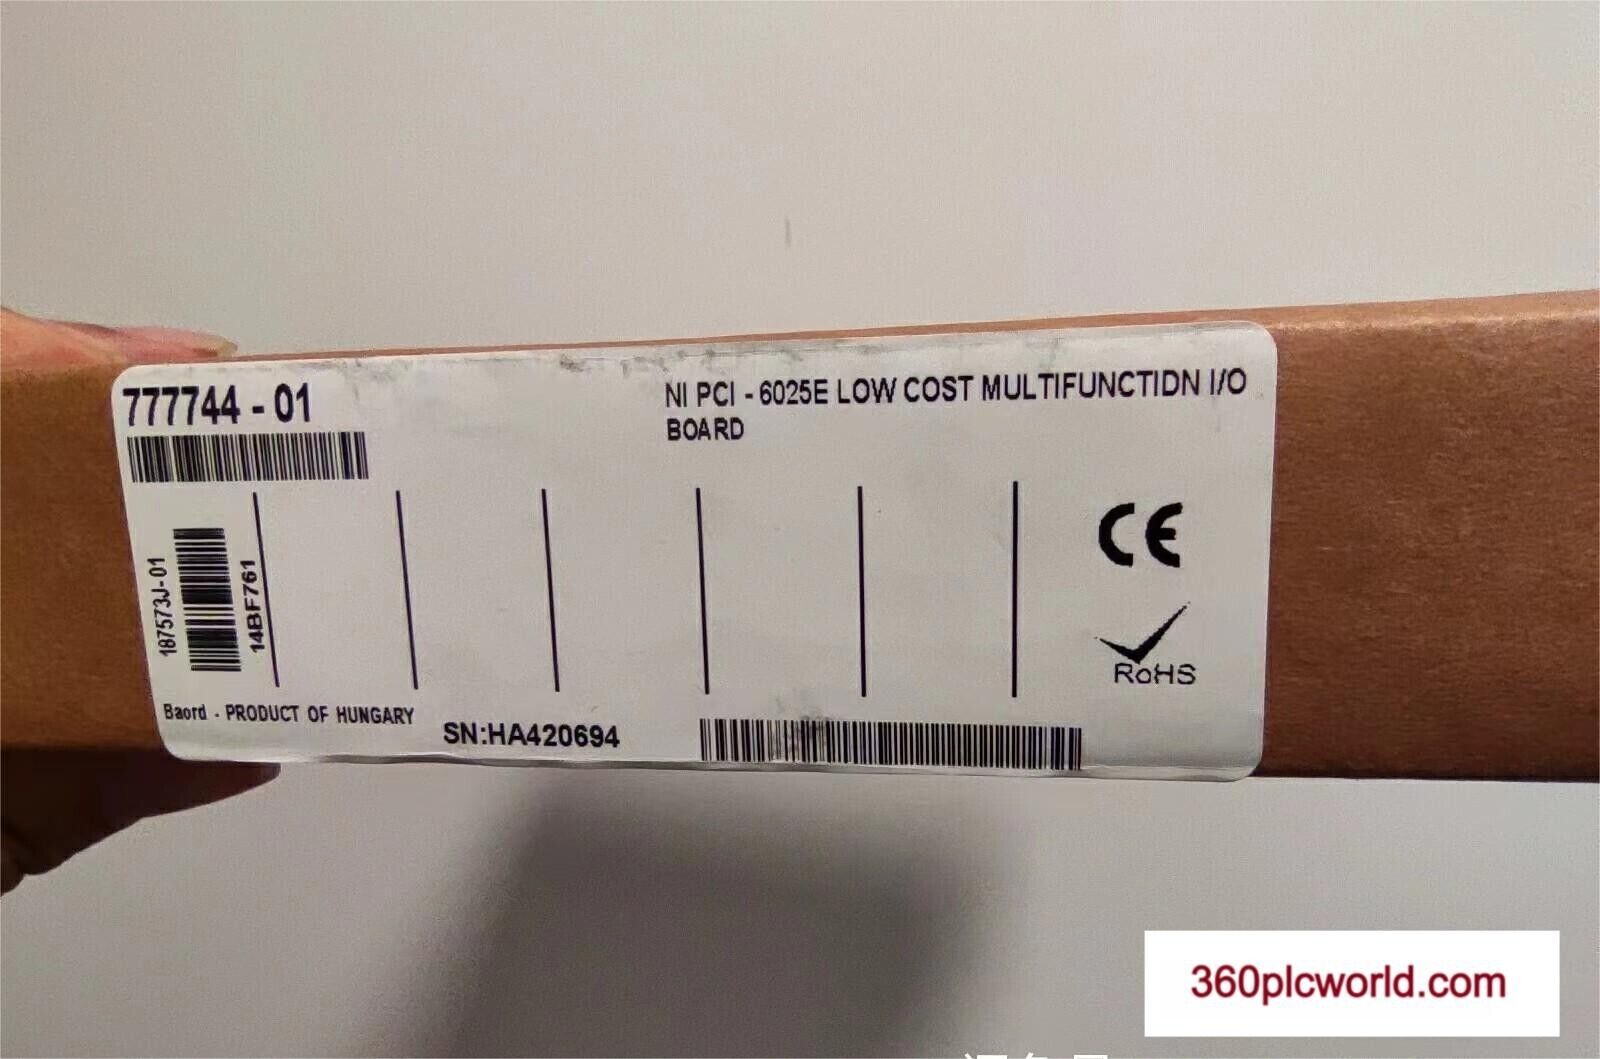 777744 - 01
NI PCI - 6025E LOW COST MULTIFUNCTIDN I/O
BOARD
187573J-01
14BF761
CE
RoHS
Baord - PRODUCT OF HUNGARY
SN:HA420694
360plcworld.com